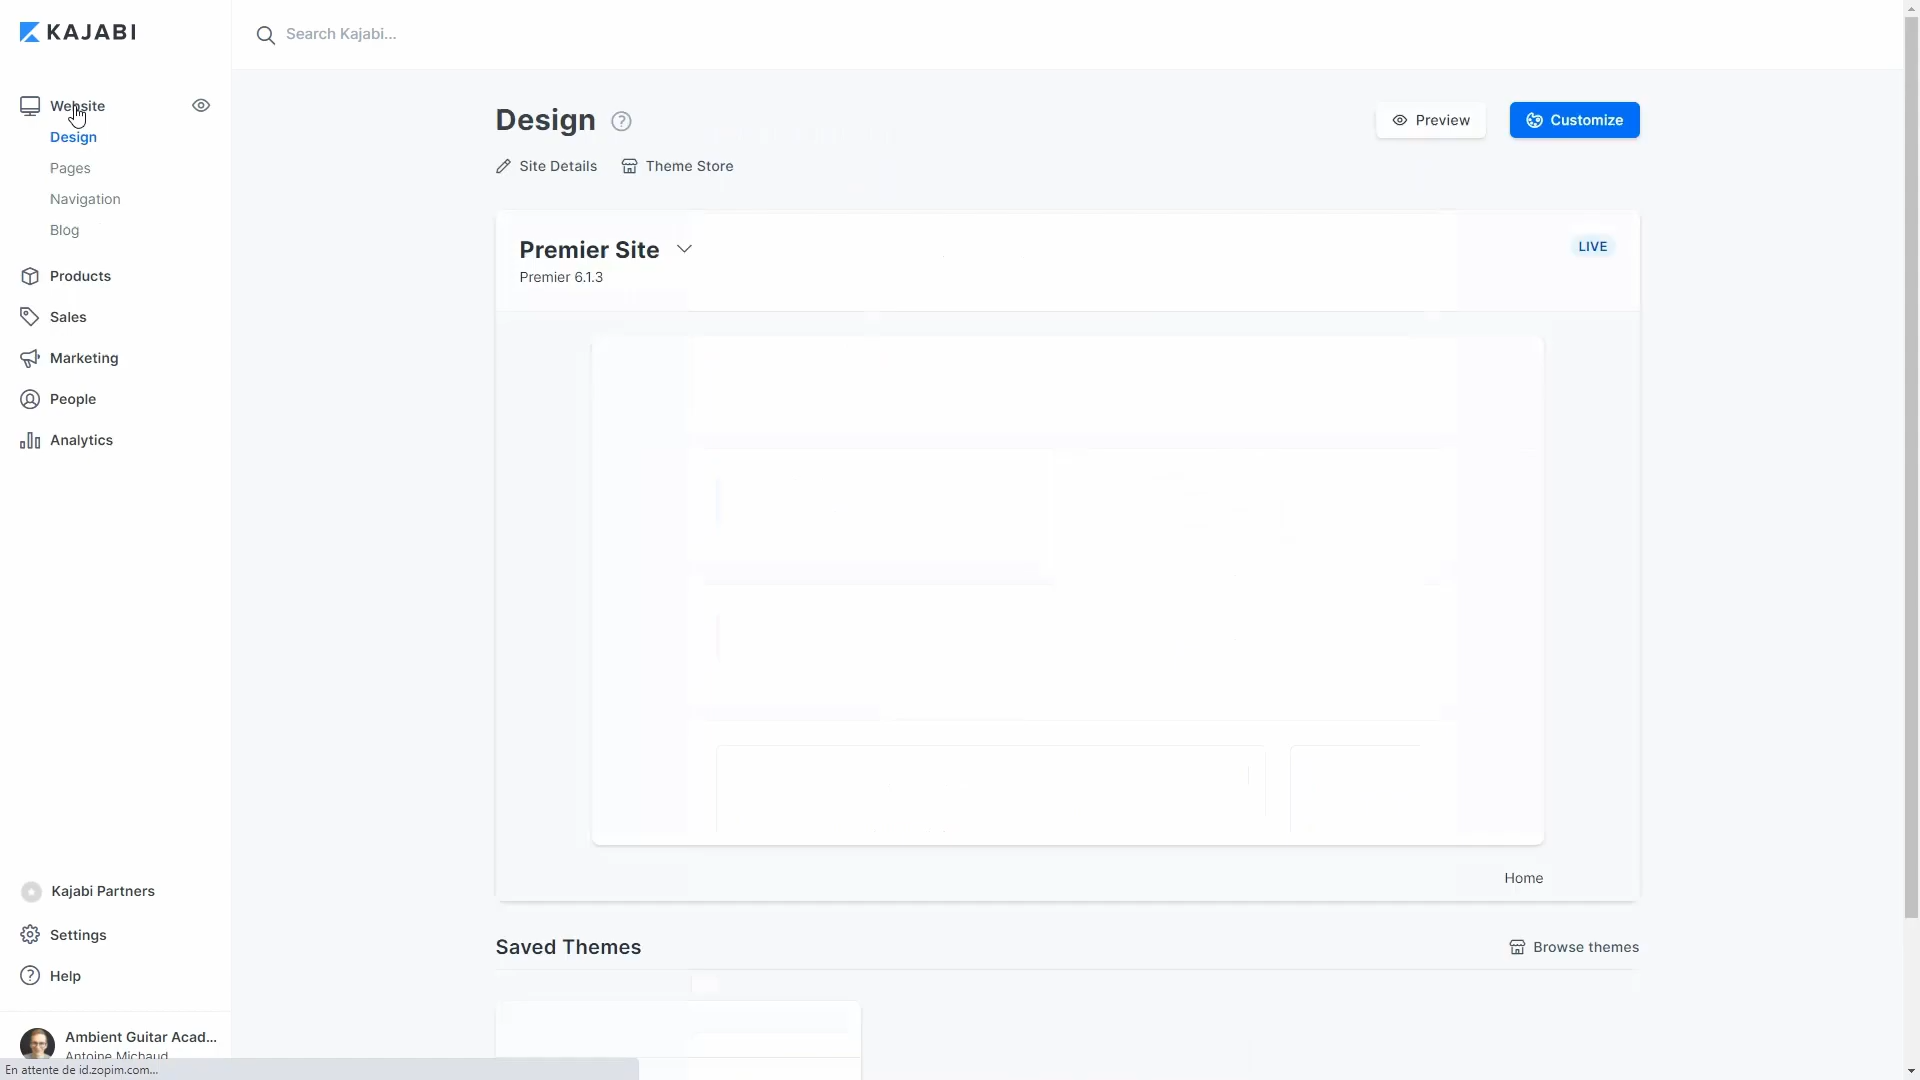 KAJABI
Search Kajabi...
Website
Design
Pages
Navigation
Blog
Products
Sales
Marketing
People
Analytics
Kajabi Partners
Settings
Help
Ambient Guitar Acad...
Antoine Michaud
En attente de id.zopim.com...
Design
Preview
Customize
Site Details
Theme Store
Premier Site
LIVE
Premier 6.1.3
Home
Saved Themes
Browse themes